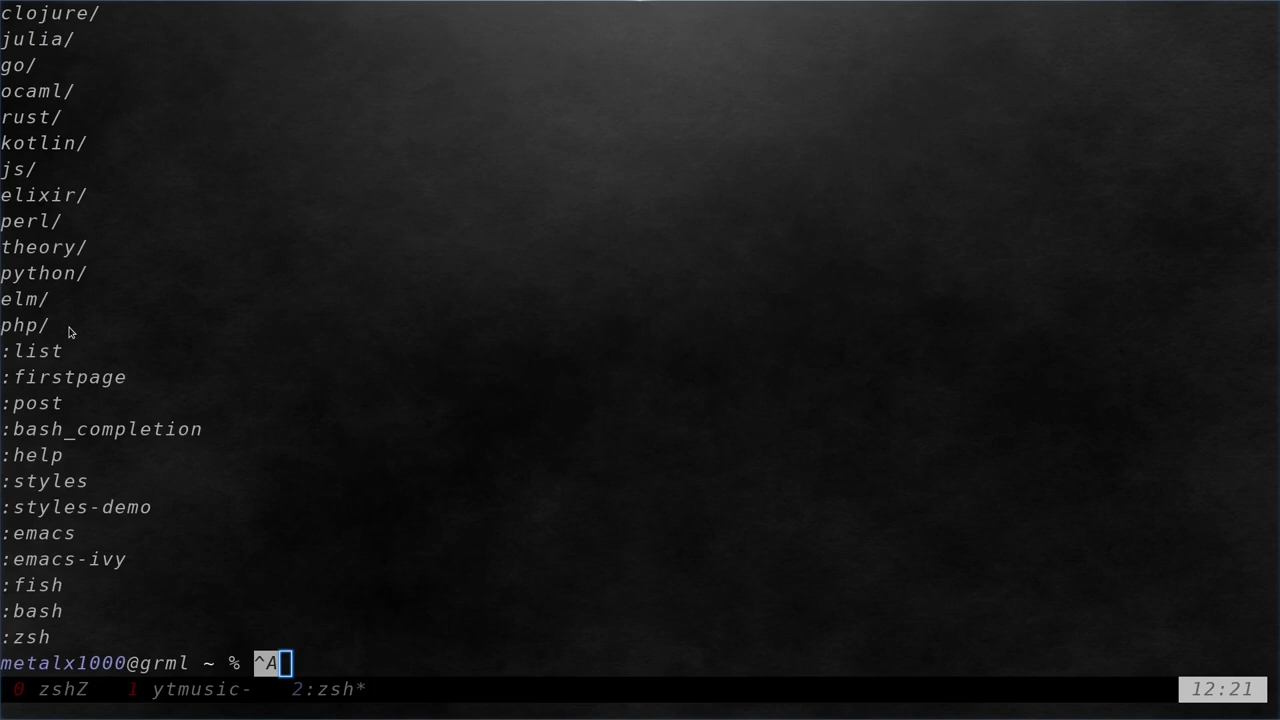 clojure/
julia/
go/
ocaml/
rust/
kotlin/
js/
elixir/
perl/
theory/
python/
elm/
php/
:list
:firstpage
:post
:bash_completion
:help
:styles
:styles-demo
:emacs
:emacs-ivy
:fish
:bash
:zsh
metalx1000@grml ~ % ^A
0 zshZ 1 ytmusic- 2:zsh* 12:21